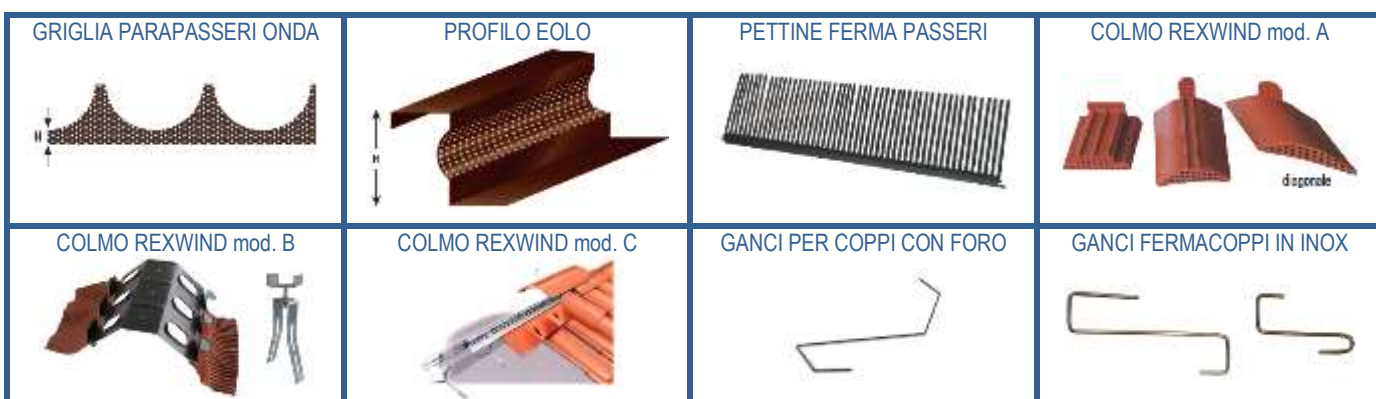 GRIGLIA PARAPASSERI ONDA
PROFILO EOLO
PETTINE FERMA PASSERI
COLMO REXWIND mod. A
H
H
diagonale
COLMO REXWIND mod. B
COLMO REXWIND mod. C
GANCI PER COPPI CON FORO
GANCI FERMACOPPI IN INOX